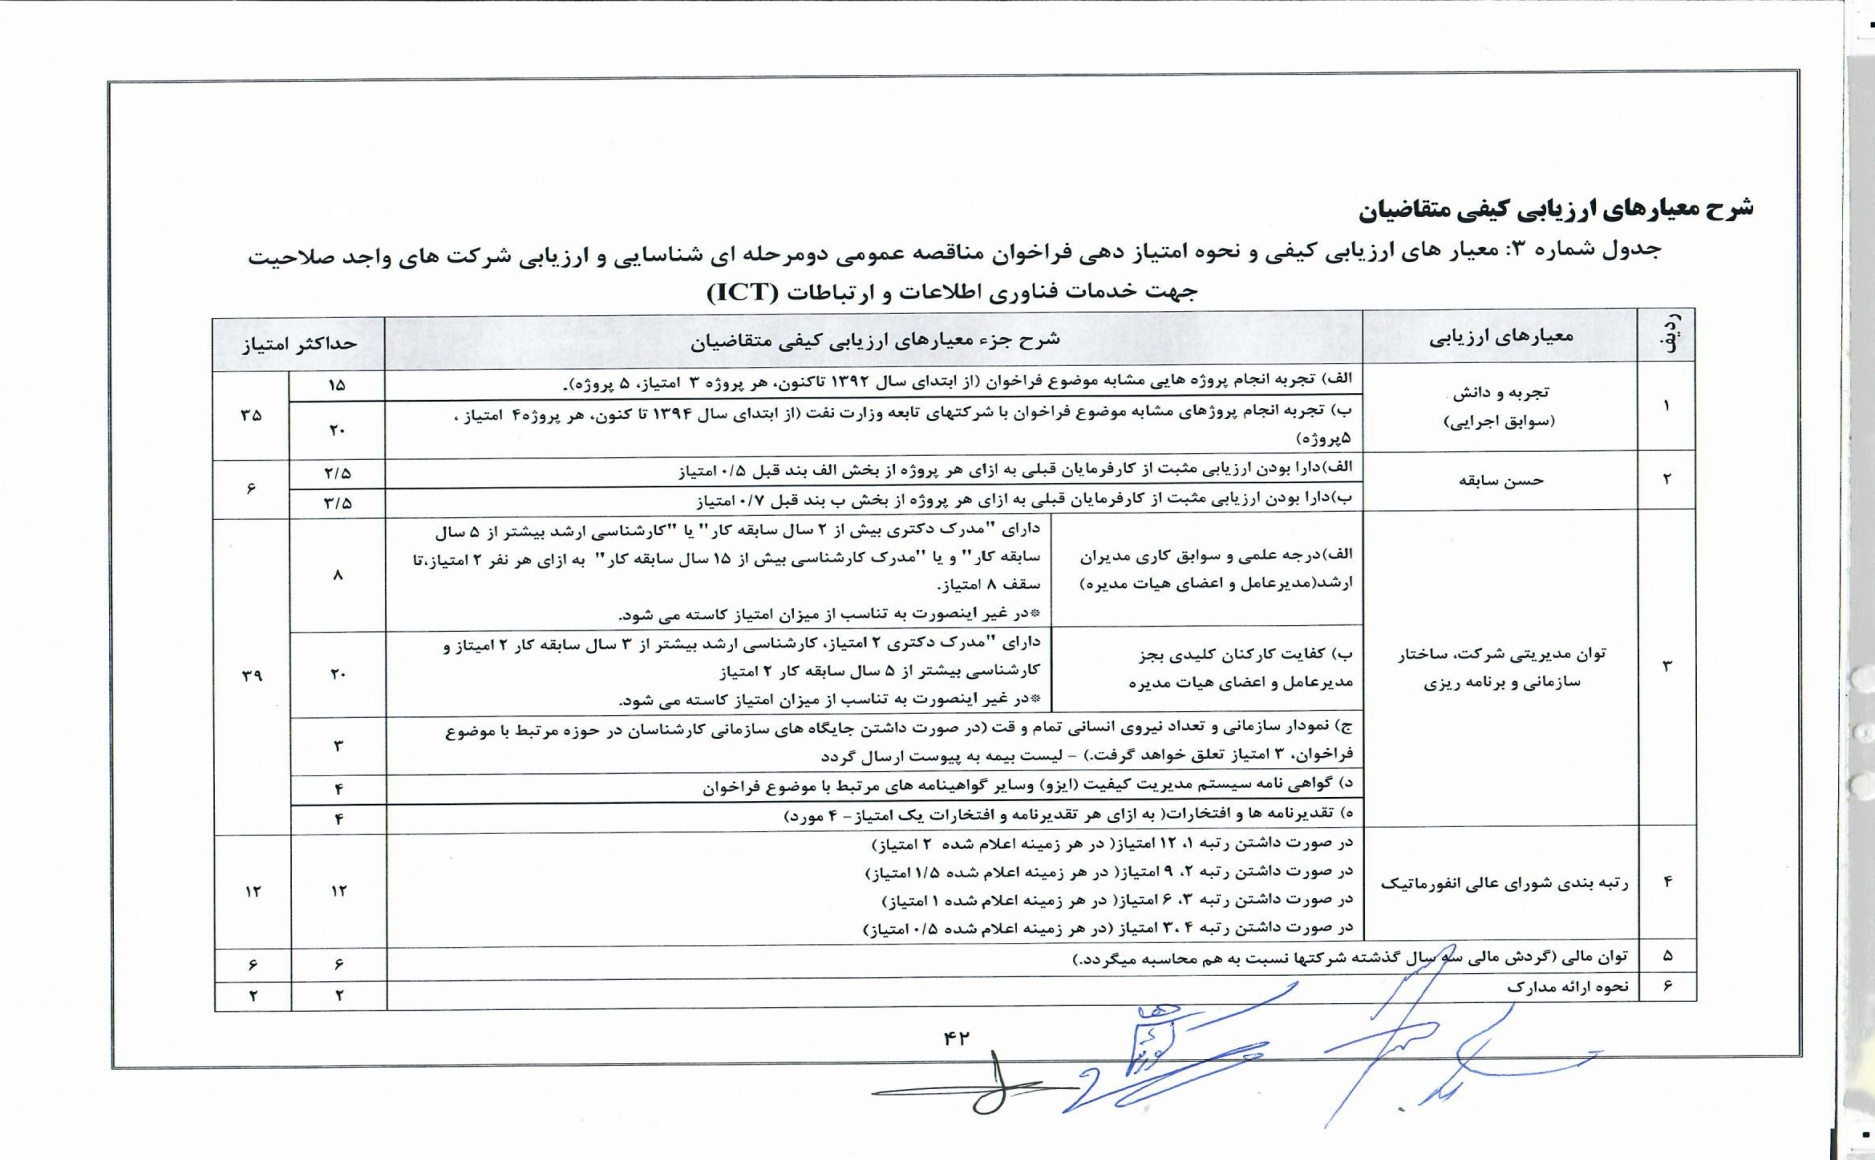 شرح معیارهای ارزیابی کیفی متقاضیان
جدول شماره ۳: معیار های ارزیابی کیفی و نحوه امتیاز دهی فراخوان مناقصه عمومی دومرحله ای شناسایی و ارزیابی شرکت های واجد صلاحیت
جهت خدمات فناوری اطلاعات و ارتباطات (ICT)
ردیف
معیارهای ارزیابی
شرح جزء معیارهای ارزیابی کیفی متقاضیان
حداکثر امتیاز
۱
تجربه و دانش
(سوابق اجرایی)
الف) تجربه انجام پروژه هایی مشابه موضوع فراخوان (از ابتدای سال ۱۳۹۲ تاکنون، هر پروژه ۳ امتیاز، ۵ پروژه).
۱۵
ب) تجربه انجام پروژهای مشابه موضوع فراخوان با شرکتهای تابعه وزارت نفت (از ابتدای سال ۱۳۹۴ تا کنون، هر پروژه۴ امتیاز ،
۵پروژه)
۲۰
۳۵
۲
حسن سابقه
الف)دارا بودن ارزیابی مثبت از کارفرمایان قبلی به ازای هر پروژه از بخش الف بند قبل ۰/۵ امتیاز
۲/۵
ب)دارا بودن ارزیابی مثبت از کارفرمایان قبلی به ازای هر پروژه از بخش ب بند قبل ۰/۷ امتیاز
۳/۵
۶
۳
توان مدیریتی شرکت، ساختار
سازمانی و برنامه ریزی
الف)درجه علمی و سوابق کاری مدیران
ارشد(مدیرعامل و اعضای هیات مدیره)
دارای "مدرک دکتری بیش از ۲ سال سابقه کار" یا "کارشناسی ارشد بیشتر از ۵ سال
سابقه کار" و یا "مدرک کارشناسی بیش از ۱۵ سال سابقه کار" به ازای هر نفر ۲ امتیاز،تا
سقف ۸ امتیاز.
*در غیر اینصورت به تناسب از میزان امتیاز کاسته می شود.
۸
ب) کفایت کارکنان کلیدی بجز
مدیرعامل و اعضای هیات مدیره
دارای "مدرک دکتری ۲ امتیاز، کارشناسی ارشد بیشتر از ۳ سال سابقه کار ۲ امیتاز و
کارشناسی بیشتر از ۵ سال سابقه کار ۲ امتیاز
*در غیر اینصورت به تناسب از میزان امتیاز کاسته می شود.
۲۰
ج) نمودار سازمانی و تعداد نیروی انسانی تمام و قت (در صورت داشتن جایگاه های سازمانی کارشناسان در حوزه مرتبط با موضوع
فراخوان، ۳ امتیاز تعلق خواهد گرفت.) – لیست بیمه به پیوست ارسال گردد
۳
د) گواهی نامه سیستم مدیریت کیفیت (ایزو) وسایر گواهینامه های مرتبط با موضوع فراخوان
۴
ه) تقدیرنامه ها و افتخارات( به ازای هر تقدیرنامه و افتخارات یک امتیاز– ۴ مورد)
۴
۳۹
۴
رتبه بندی شورای عالی انفورماتیک
در صورت داشتن رتبه ۱، ۱۲ امتیاز( در هر زمینه اعلام شده ۲ امتیاز)
در صورت داشتن رتبه ۲، ۹ امتیاز( در هر زمینه اعلام شده ۱/۵ امتیاز)
در صورت داشتن رتبه ۳، ۶ امتیاز( در هر زمینه اعلام شده ۱ امتیاز)
در صورت داشتن رتبه ۴ ،۳ امتیاز (در هر زمینه اعلام شده ۰/۵ امتیاز)
۱۲
۱۲
۵
توان مالی (گردش مالی سه سال گذشته شرکتها نسبت به هم محاسبه میگردد.)
۶
۶
۶
نحوه ارائه مدارک
۲
۲
۴۲